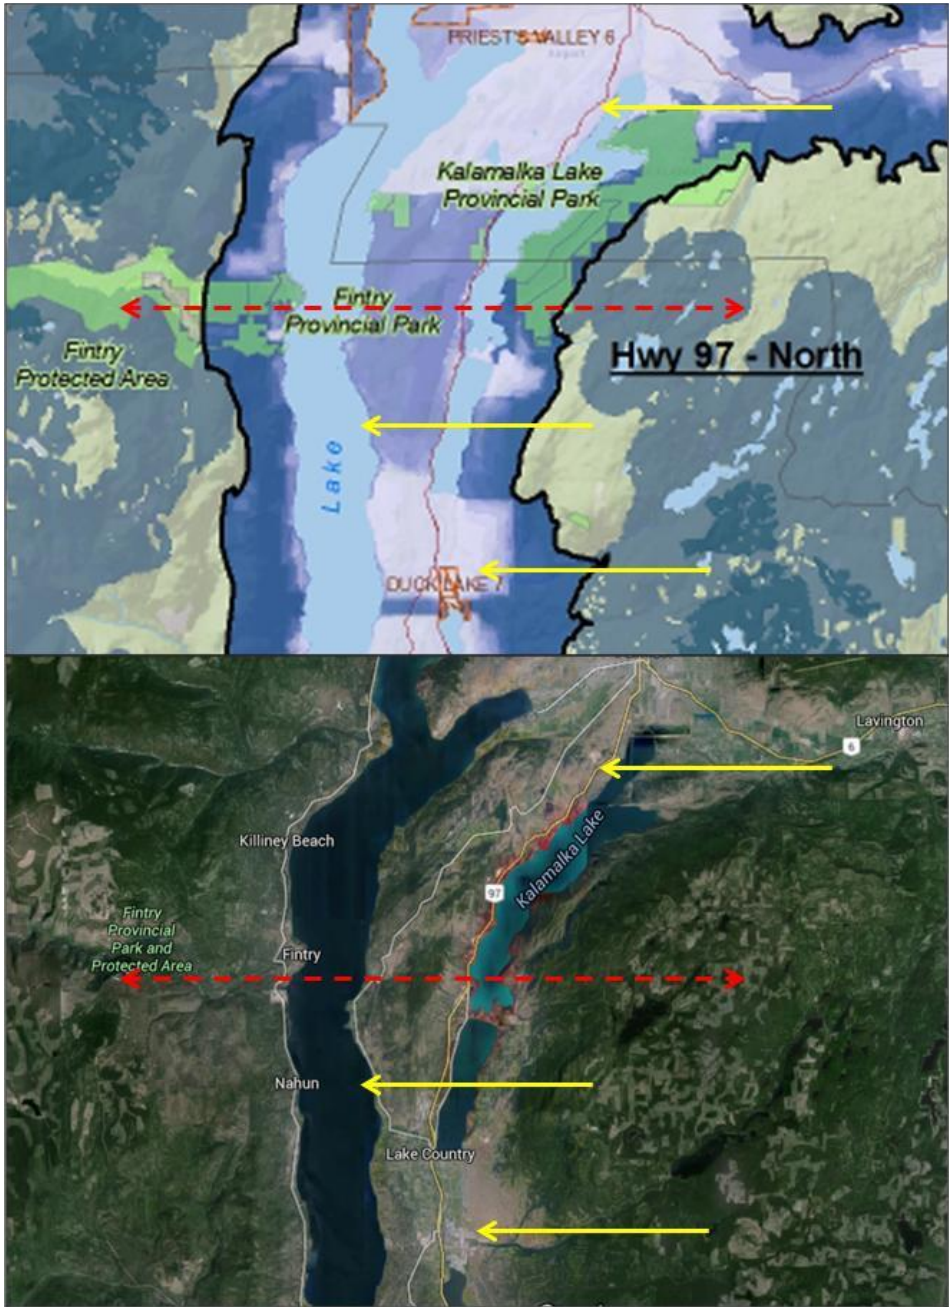 PRIEST'S VALLEY 6
Kalamalka Lake
Provincial Park
Fintry
Provincial Park
Fintry
Protected Area
Hwy 97 - North
Lake
DUCK LAKE 7
Lavington
6
Killiney Beach
Kalamalka Lake
97
Fintry
Provincial
Park and
Protected Area
Fintry
Nahun
Lake Country